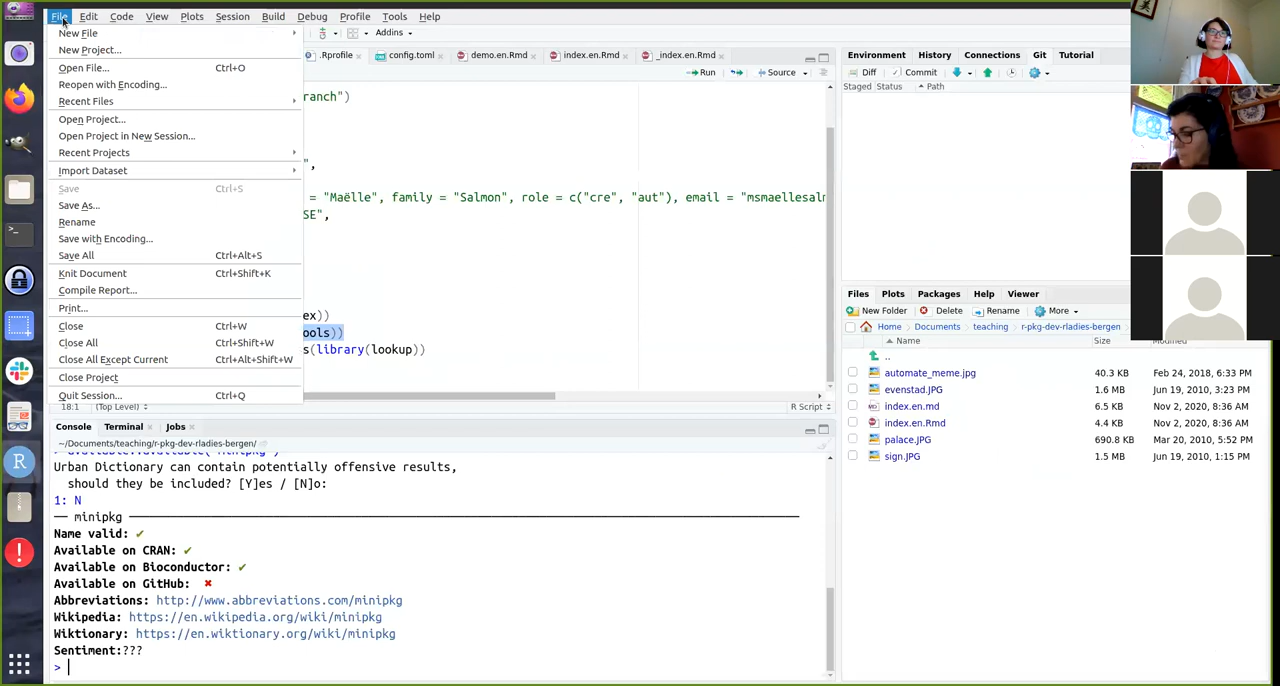 File Edit Code View Plots Session Build Debug Profile Tools Help
New File
New Project...
Open File... Ctrl+O
Reopen with Encoding...
Recent Files
Open Project...
Open Project in New Session...
Recent Projects
Import Dataset
Save Ctrl+S
Save As...
Rename
Save with Encoding...
Save All Ctrl+Alt+S
Knit Document Ctrl+Shift+K
Compile Report...
Print...
Close Ctrl+W
Close All Ctrl+Shift+W
Close All Except Current Ctrl+Alt+Shift+W
Close Project
Quit Session... Ctrl+Q
Addins
.Rprofile config.toml demo.en.Rmd index.en.Rmd _index.en.Rmd
Run Source
ranch")
",
= "Maëlle", family = "Salmon", role = c("cre", "aut"), email = "msmaellesalm
SE",
ex))
ools))
s(library(lookup))
18:1 (Top Level) R Script
Console Terminal Jobs
~/Documents/teaching/r-pkg-dev-rladies-bergen/
Urban Dictionary can contain potentially offensive results,
should they be included? [Y]es / [N]o:
1: N
── minipkg ──
Name valid: ✔
Available on CRAN: ✔
Available on Bioconductor: ✔
Available on GitHub: ✖
Abbreviations: http://www.abbreviations.com/minipkg
Wikipedia: https://en.wikipedia.org/wiki/minipkg
Wiktionary: https://en.wiktionary.org/wiki/minipkg
Sentiment:???
>
Environment History Connections Git Tutorial
Diff Commit
Staged Status Path
Files Plots Packages Help Viewer
New Folder Delete Rename More
Home Documents teaching r-pkg-dev-rladies-bergen
Name Size Modified
..
automate_meme.jpg 40.3 KB Feb 24, 2018, 6:33 PM
evenstad.JPG 1.6 MB Jun 19, 2010, 3:23 PM
index.en.md 6.5 KB Nov 2, 2020, 8:36 AM
index.en.Rmd 4.4 KB Nov 2, 2020, 8:36 AM
palace.JPG 690.8 KB Mar 20, 2010, 5:52 PM
sign.JPG 1.5 MB Jun 19, 2010, 1:15 PM
R